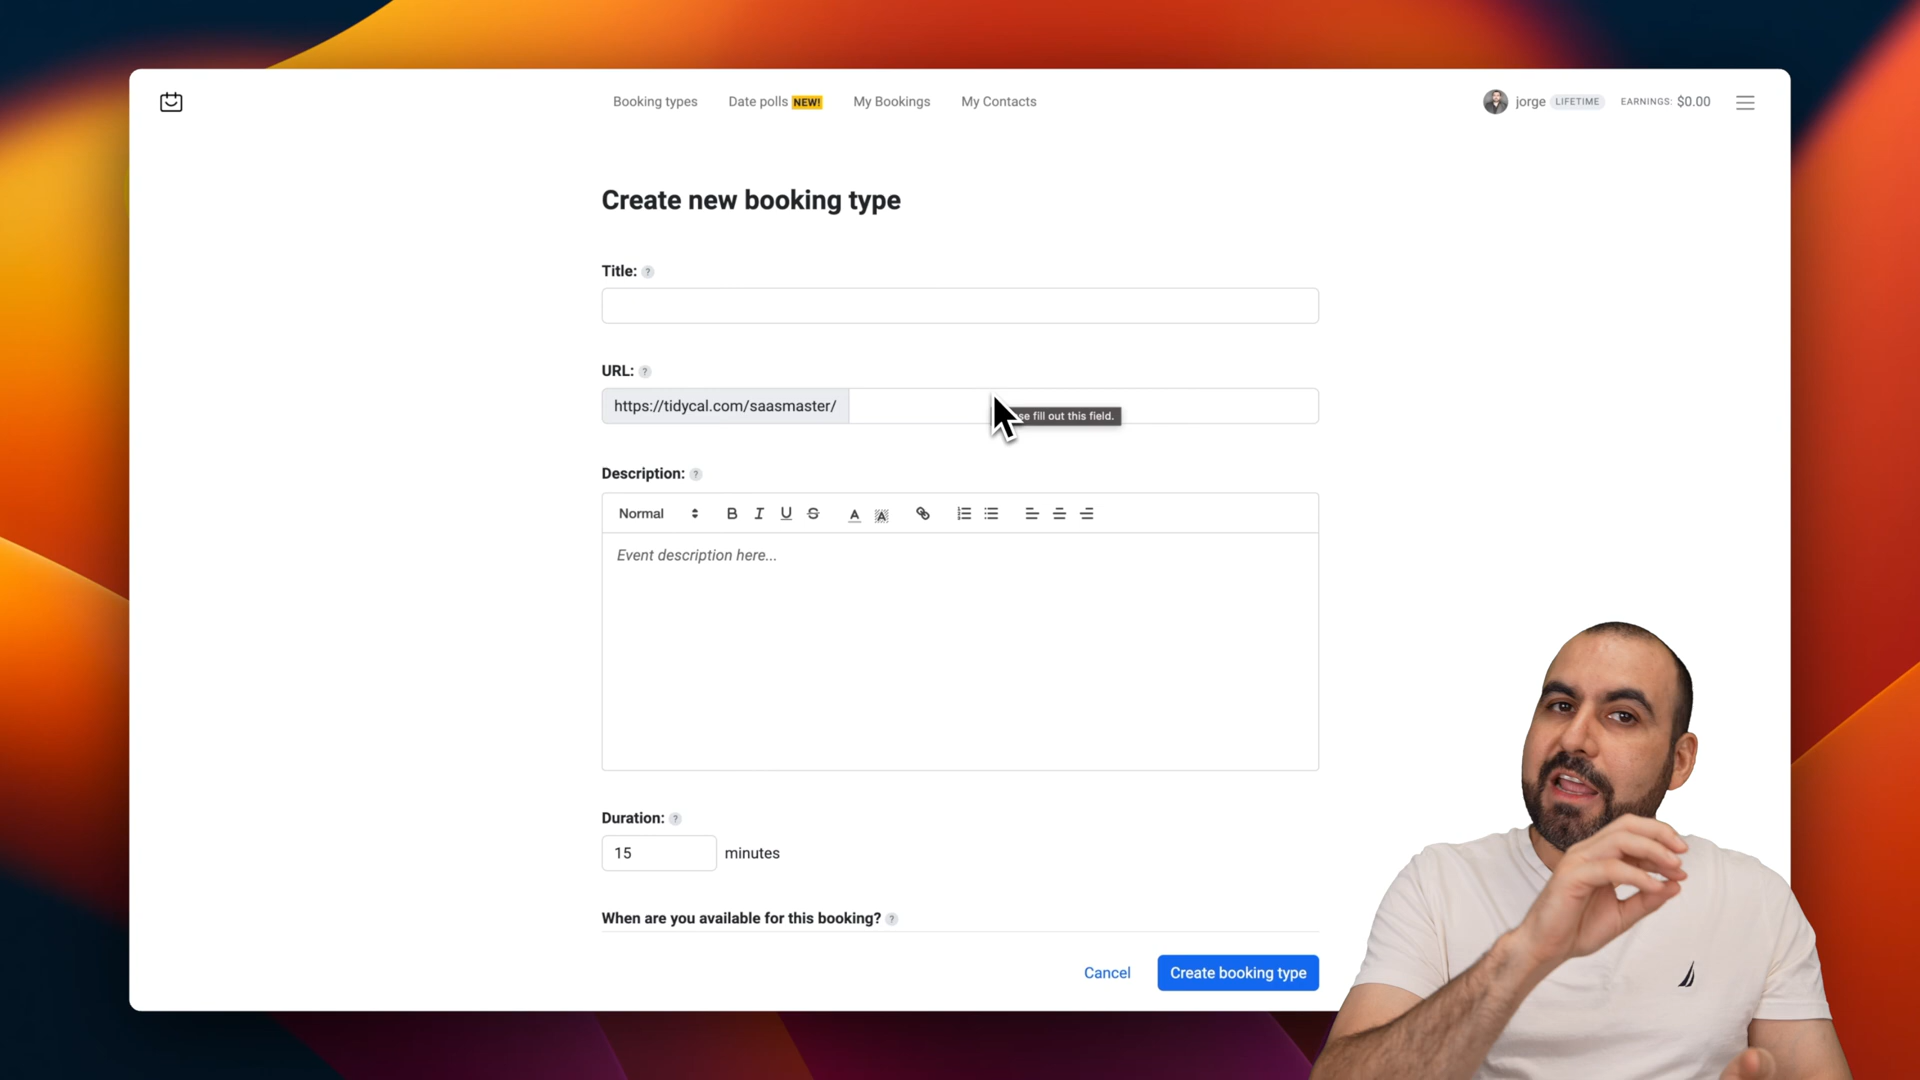 Booking types Date polls NEW! My Bookings My Contacts jorge LIFETIME EARNINGS: $0.00
Create new booking type
Title: ?
URL: ?
https://tidycal.com/saasmaster/
fill out this field.
Description: ?
Normal B I U S A A
Event description here...
Duration: ?
15 minutes
When are you available for this booking? ?
Cancel Create booking type